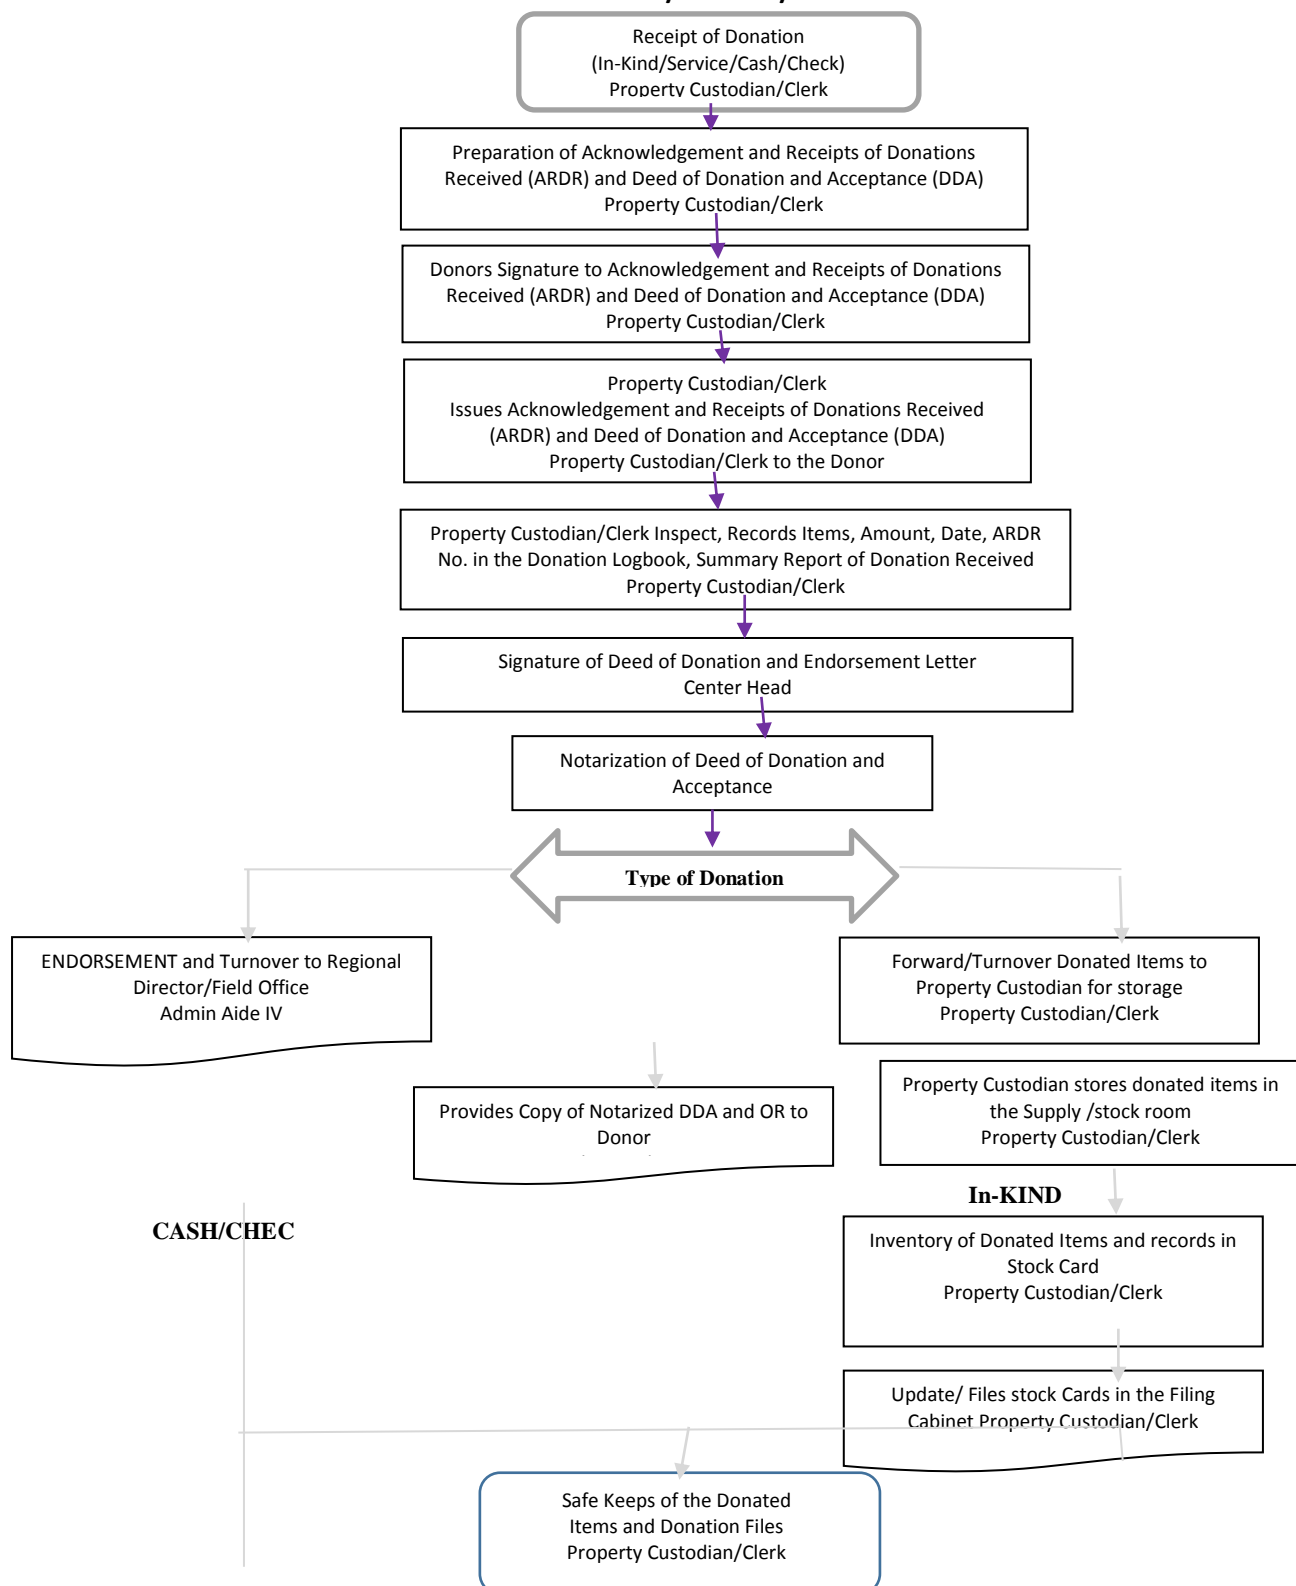 Receipt of Donation
(In-Kind/Service/Cash/Check)
Property Custodian/Clerk
Preparation of Acknowledgement and Receipts of Donations
Received (ARDR) and Deed of Donation and Acceptance (DDA)
Property Custodian/Clerk
Donors Signature to Acknowledgement and Receipts of Donations
Received (ARDR) and Deed of Donation and Acceptance (DDA)
Property Custodian/Clerk
Property Custodian/Clerk
Issues Acknowledgement and Receipts of Donations Received
(ARDR) and Deed of Donation and Acceptance (DDA)
Property Custodian/Clerk to the Donor
Property Custodian/Clerk Inspect, Records Items, Amount, Date, ARDR
No. in the Donation Logbook, Summary Report of Donation Received
Property Custodian/Clerk
Signature of Deed of Donation and Endorsement Letter
Center Head
Notarization of Deed of Donation and
Acceptance
Type of Donation
ENDORSEMENT and Turnover to Regional
Director/Field Office
Admin Aide IV
Forward/Turnover Donated Items to
Property Custodian for storage
Property Custodian/Clerk
Provides Copy of Notarized DDA and OR to
Donor
Property Custodian stores donated items in
the Supply /stock room
Property Custodian/Clerk
In-KIND
CASH/CHEC
Inventory of Donated Items and records in
Stock Card
Property Custodian/Clerk
Update/ Files stock Cards in the Filing
Cabinet Property Custodian/Clerk
Safe Keeps of the Donated
Items and Donation Files
Property Custodian/Clerk